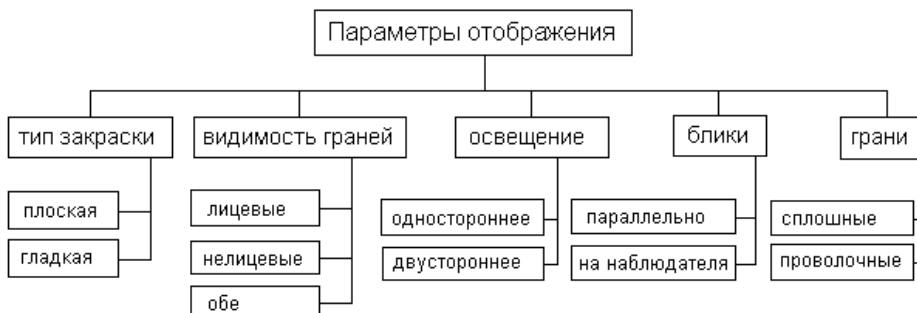 Параметры отображения
тип закраски
видимость граней
освещение
блики
грани
плоская
гладкая
лицевые
нелицевые
обе
одностороннее
двустороннее
параллельно
на наблюдателя
сплошные
проволочные